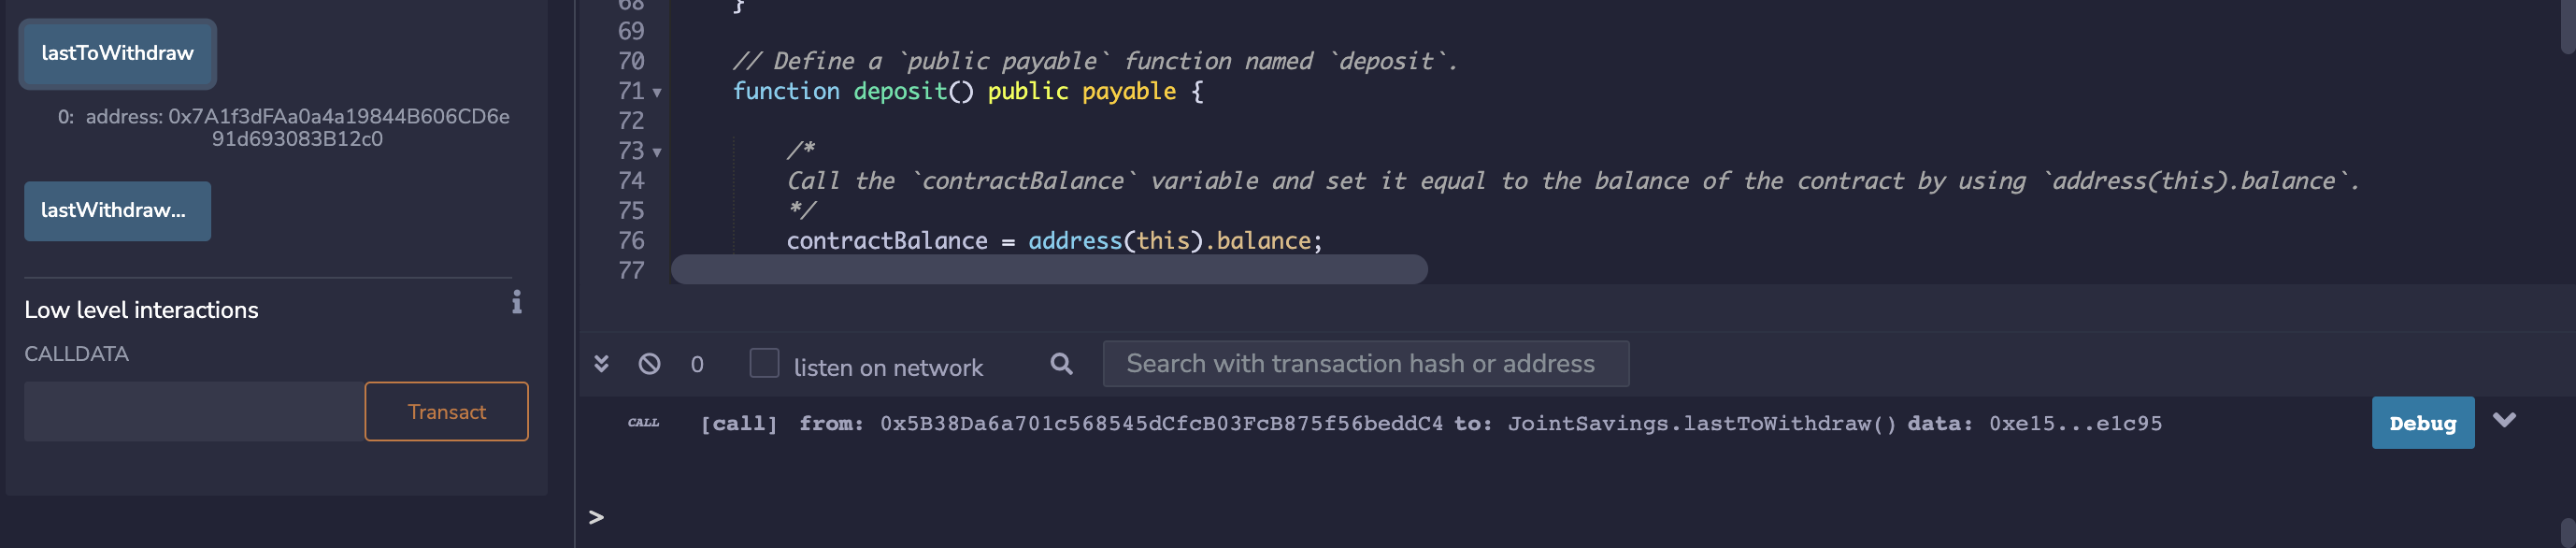 lastToWithdraw
0: address: 0x7A1f3dFAa0a4a19844B606CD6e
91d693083B12c0
lastWithdraw...
Low level interactions
i
CALLDATA
Transact
68 }
69
70 // Define a `public payable` function named `deposit`.
71 function deposit() public payable {
72
73 /*
74 Call the `contractBalance` variable and set it equal to the balance of the contract by using `address(this).balance`.
75 */
76 contractBalance = address(this).balance;
77
0 listen on network Search with transaction hash or address
CALL [call] from: 0x5B38Da6a701c568545dCfcB03FcB875f56beddC4 to: JointSavings.lastToWithdraw() data: 0xe15...e1c95 Debug
>